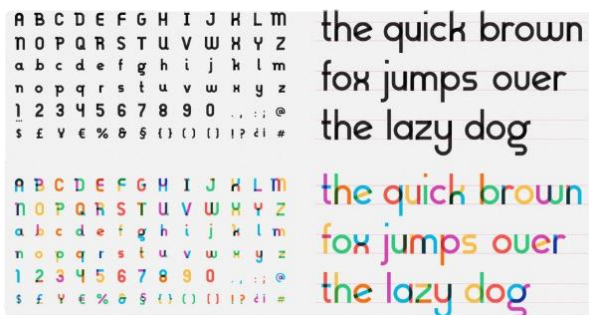 A B C D E F G H I J K L M
N O P Q R S T U V W X Y Z
a b c d e f g h i j k l m
n o p q r s t u v w x y z
1 2 3 4 5 6 7 8 9 0 ., :; @
$ £ ¥ € % & § {} () [] !? ¿¡ #
the quick brown
fox jumps over
the lazy dog
A B C D E F G H I J K L M
N O P Q R S T U V W X Y Z
a b c d e f g h i j k l m
n o p q r s t u v w x y z
1 2 3 4 5 6 7 8 9 0 ., :; @
$ £ ¥ € % & § {} () [] !? ¿¡ #
the quick brown
fox jumps over
the lazy dog